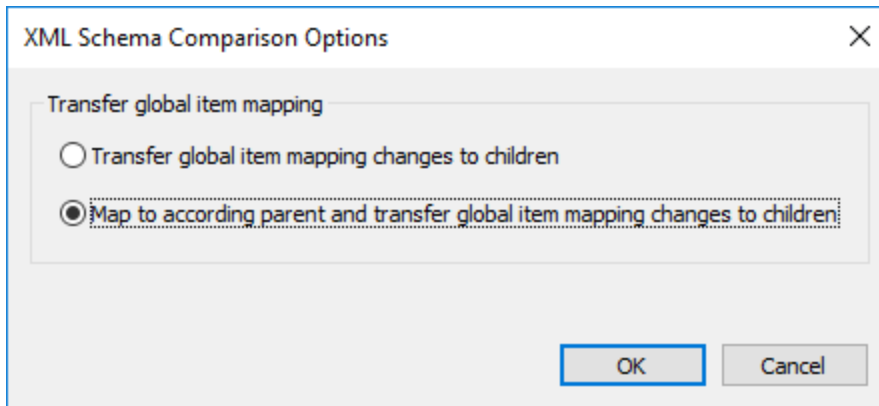 XML Schema Comparison Options
Transfer global item mapping
Transfer global item mapping changes to children
Map to according parent and transfer global item mapping changes to children
OK Cancel